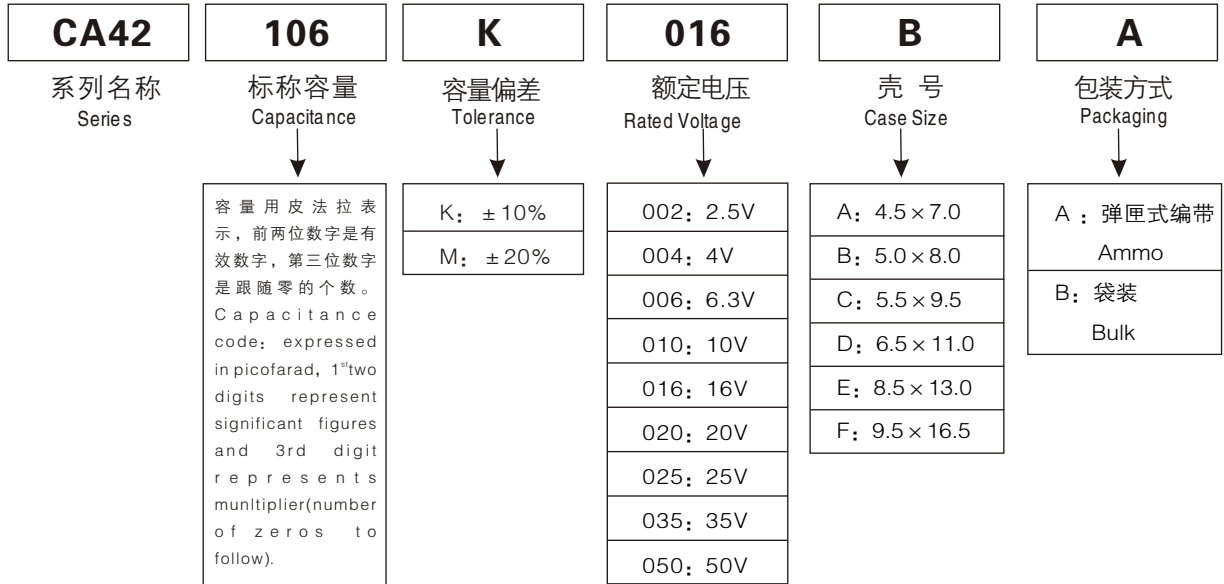 CA42
106
K
016
B
A
系列名称
标称容量
容量偏差
额定电压
壳 号
包装方式
Series
Capacitance
Tolerance
Rated Voltage
Case Size
Packaging
容量用皮法拉表
示，前两位数字是有
效数字，第三位数字
是跟随零的个数。
Capacitance
code: expressed
in picofarad, 1st two
digits represent
significant figures
and 3rd digit
represents
munltiplier(number
of zeros to
follow).
K: ±10%
M: ±20%
002: 2.5V
004: 4V
006: 6.3V
010: 10V
016: 16V
020: 20V
025: 25V
035: 35V
050: 50V
A: 4.5×7.0
B: 5.0×8.0
C: 5.5×9.5
D: 6.5×11.0
E: 8.5×13.0
F: 9.5×16.5
A : 弹匣式编带
Ammo
B: 袋装
Bulk